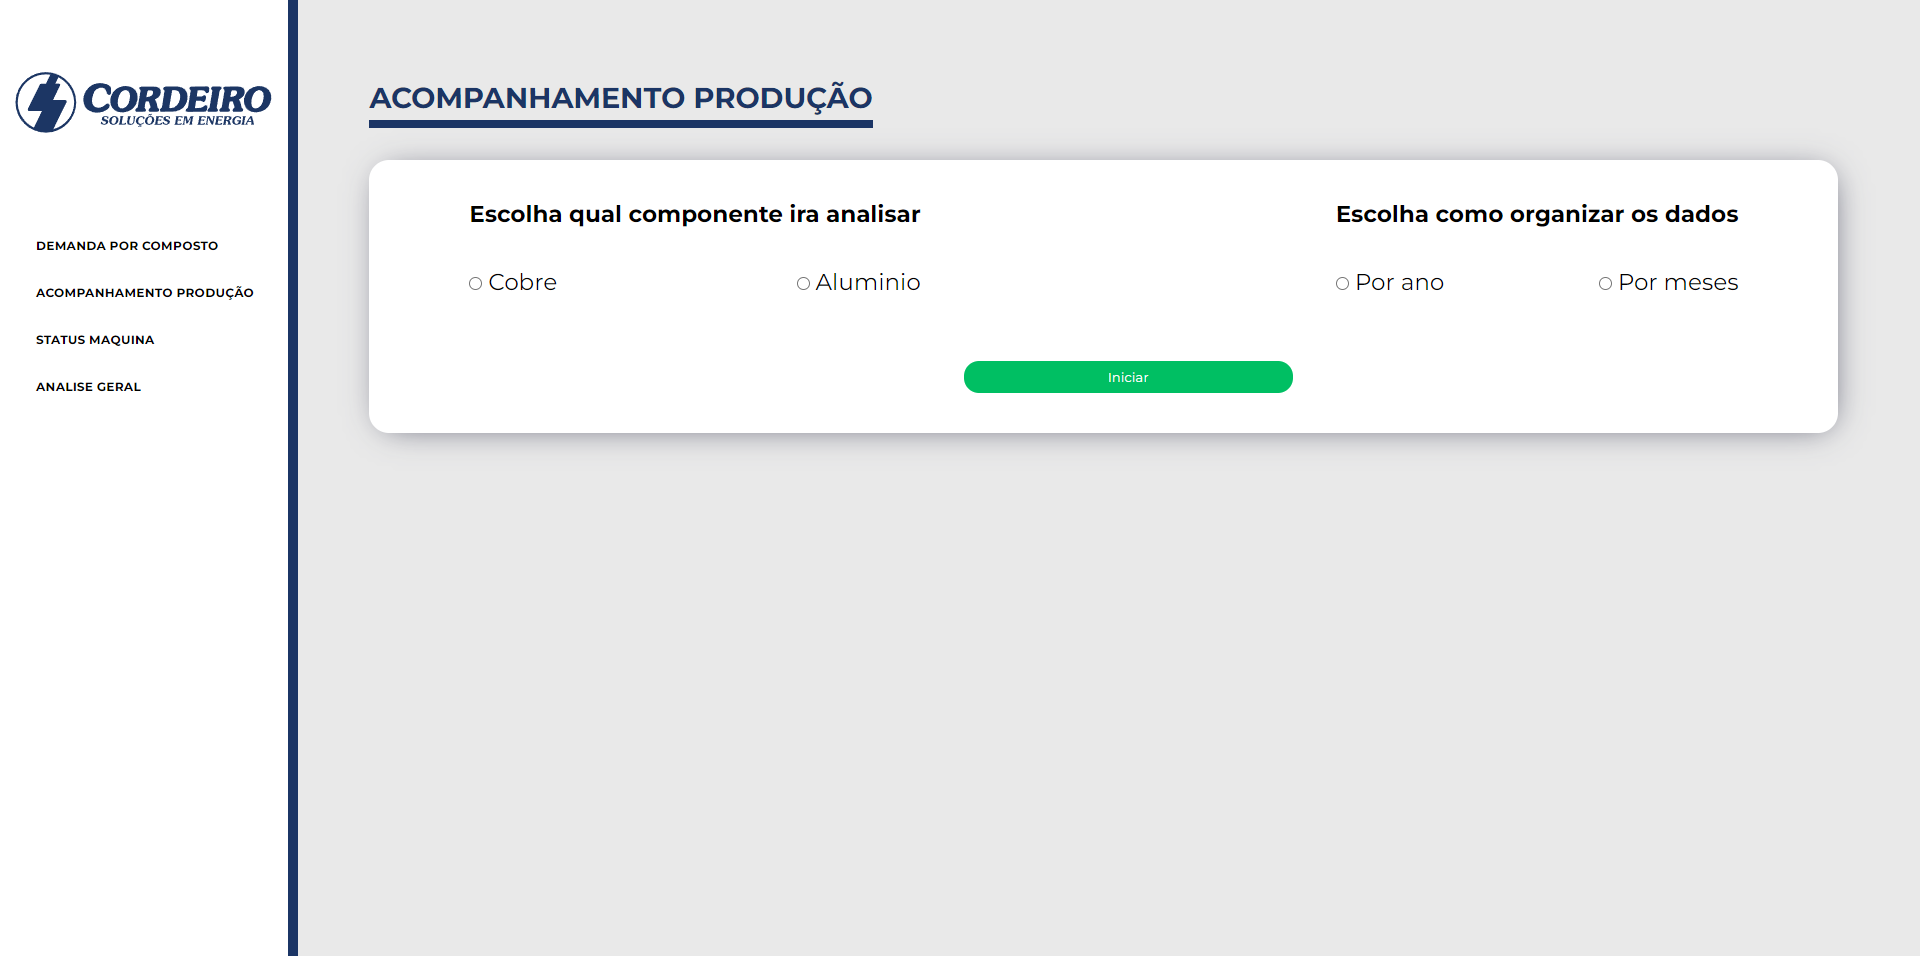 CORDEIRO
SOLUÇÕES EM ENERGIA
DEMANDA POR COMPOSTO
ACOMPANHAMENTO PRODUÇÃO
STATUS MAQUINA
ANALISE GERAL
ACOMPANHAMENTO PRODUÇÃO
Escolha qual componente ira analisar
Cobre
Aluminio
Escolha como organizar os dados
Por ano
Por meses
Iniciar